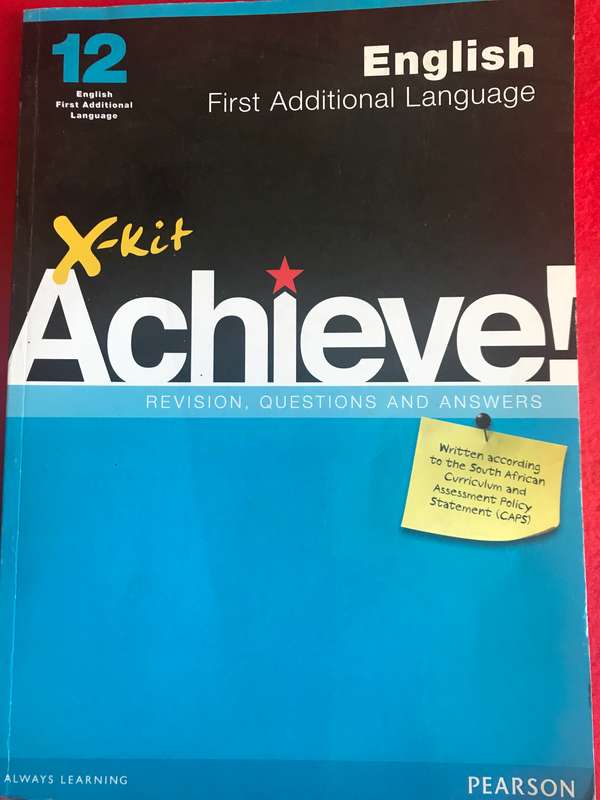 12
English
First Additional
Language
English
First Additional Language
X-Kit
Achieve!
REVISION, QUESTIONS AND ANSWERS
Written according
to the South African
Curriculum and
Assessment Policy
Statement (CAPS)
ALWAYS LEARNING
PEARSON